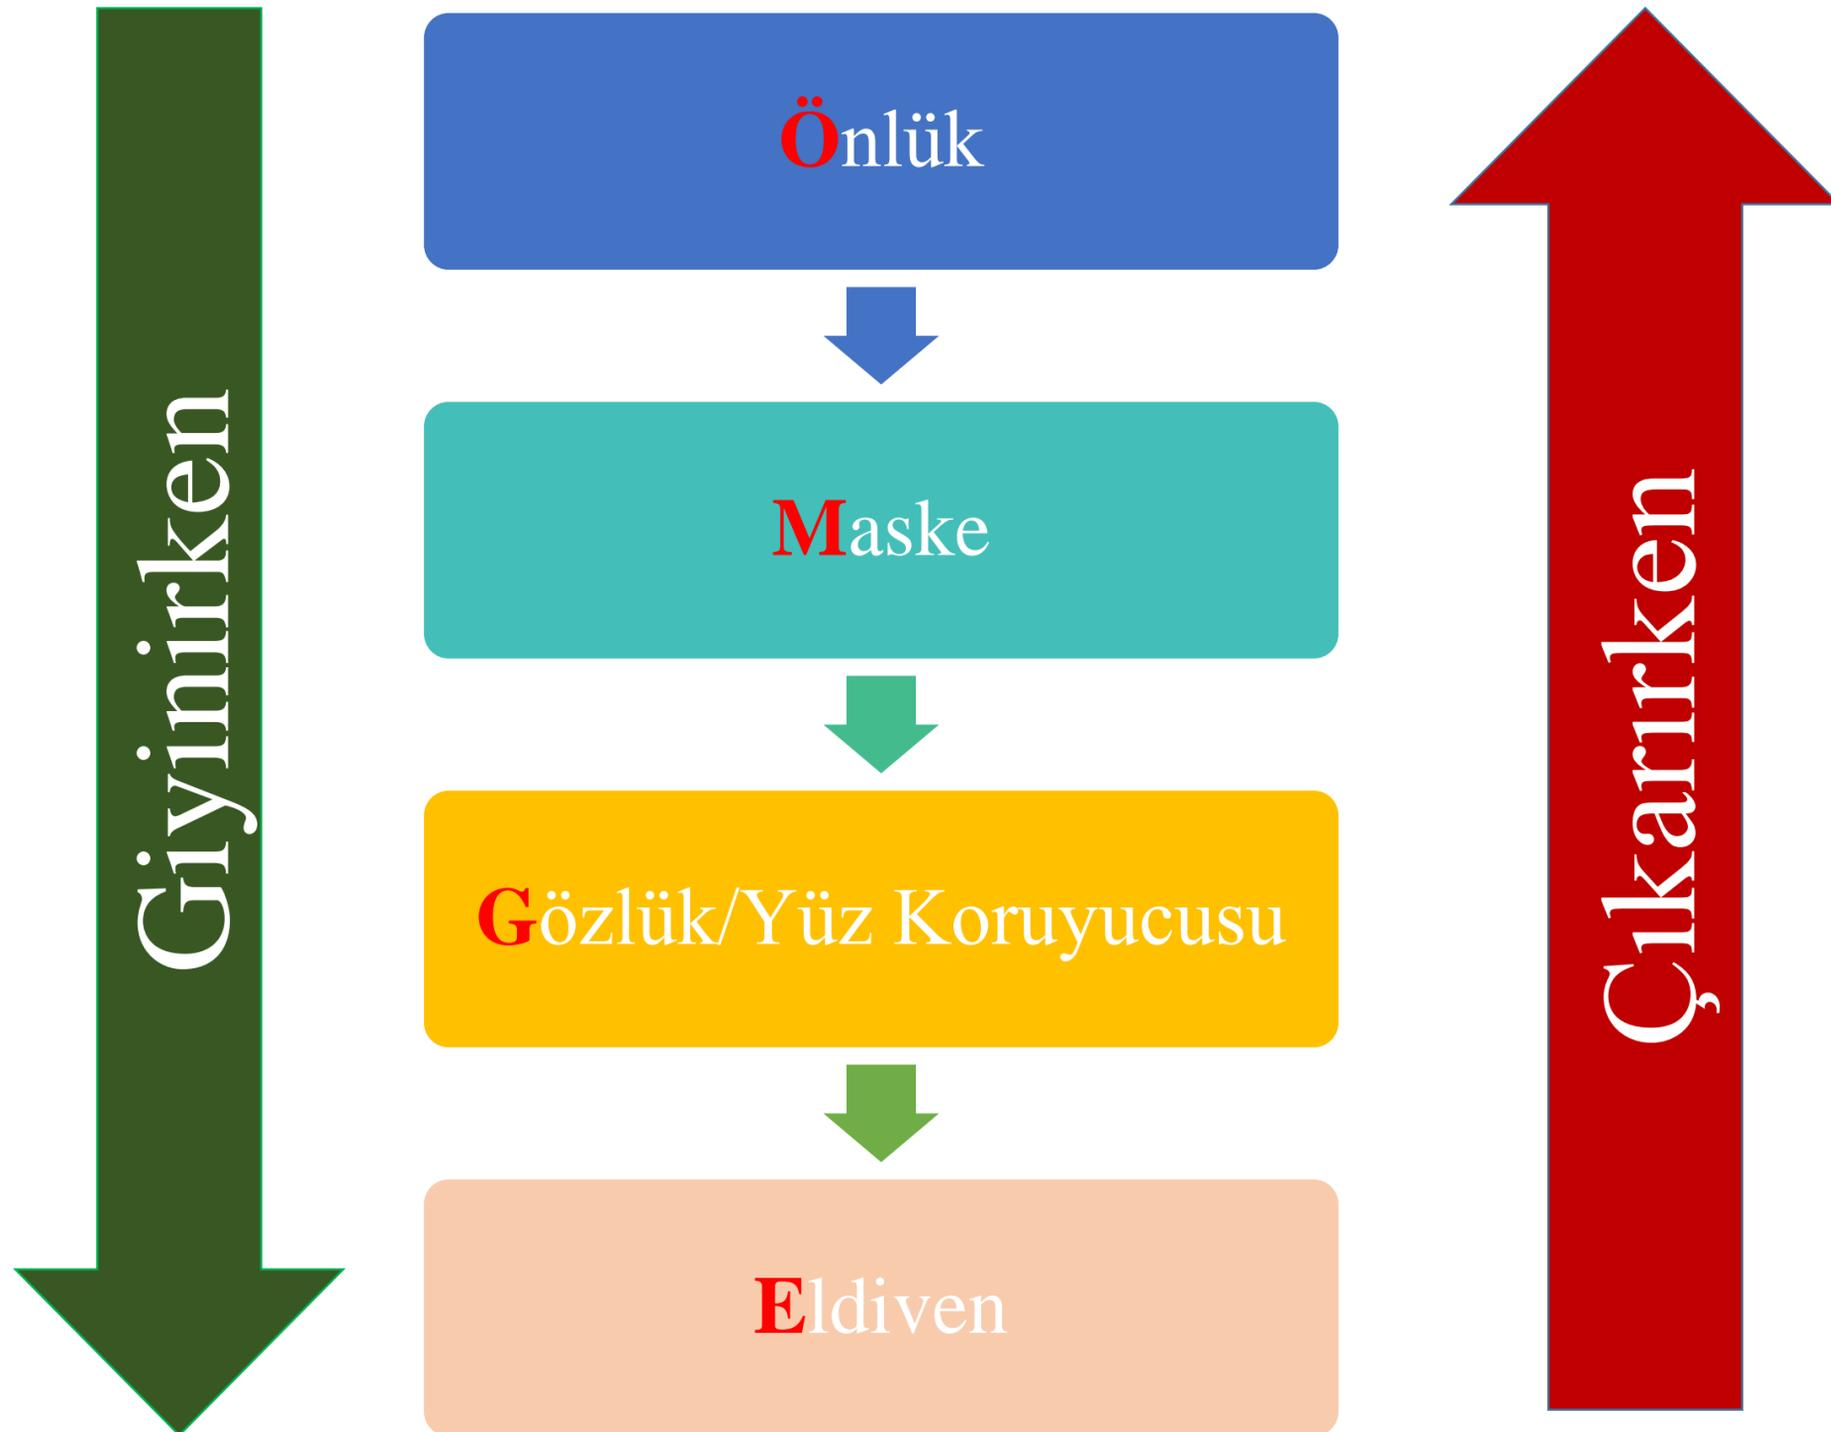 Giyinirken
Önlük
Maske
Gözlük/Yüz Koruyucusu
Eldiven
Çıkarırken